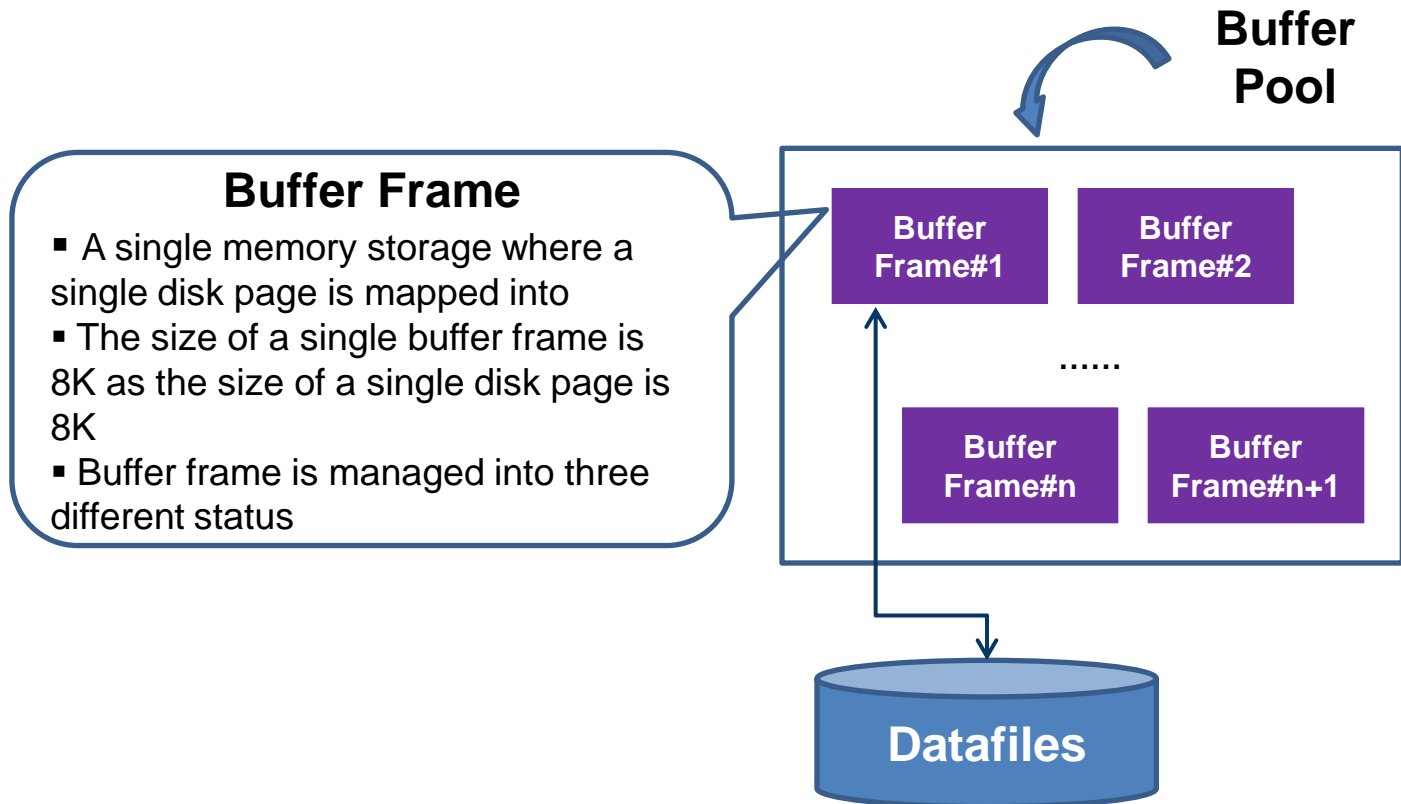 Buffer
Pool
Buffer Frame
▪ A single memory storage where a
single disk page is mapped into
▪ The size of a single buffer frame is
8K as the size of a single disk page is
8K
▪ Buffer frame is managed into three
different status
Buffer
Frame#1
Buffer
Frame#2
......
Buffer
Frame#n
Buffer
Frame#n+1
Datafiles